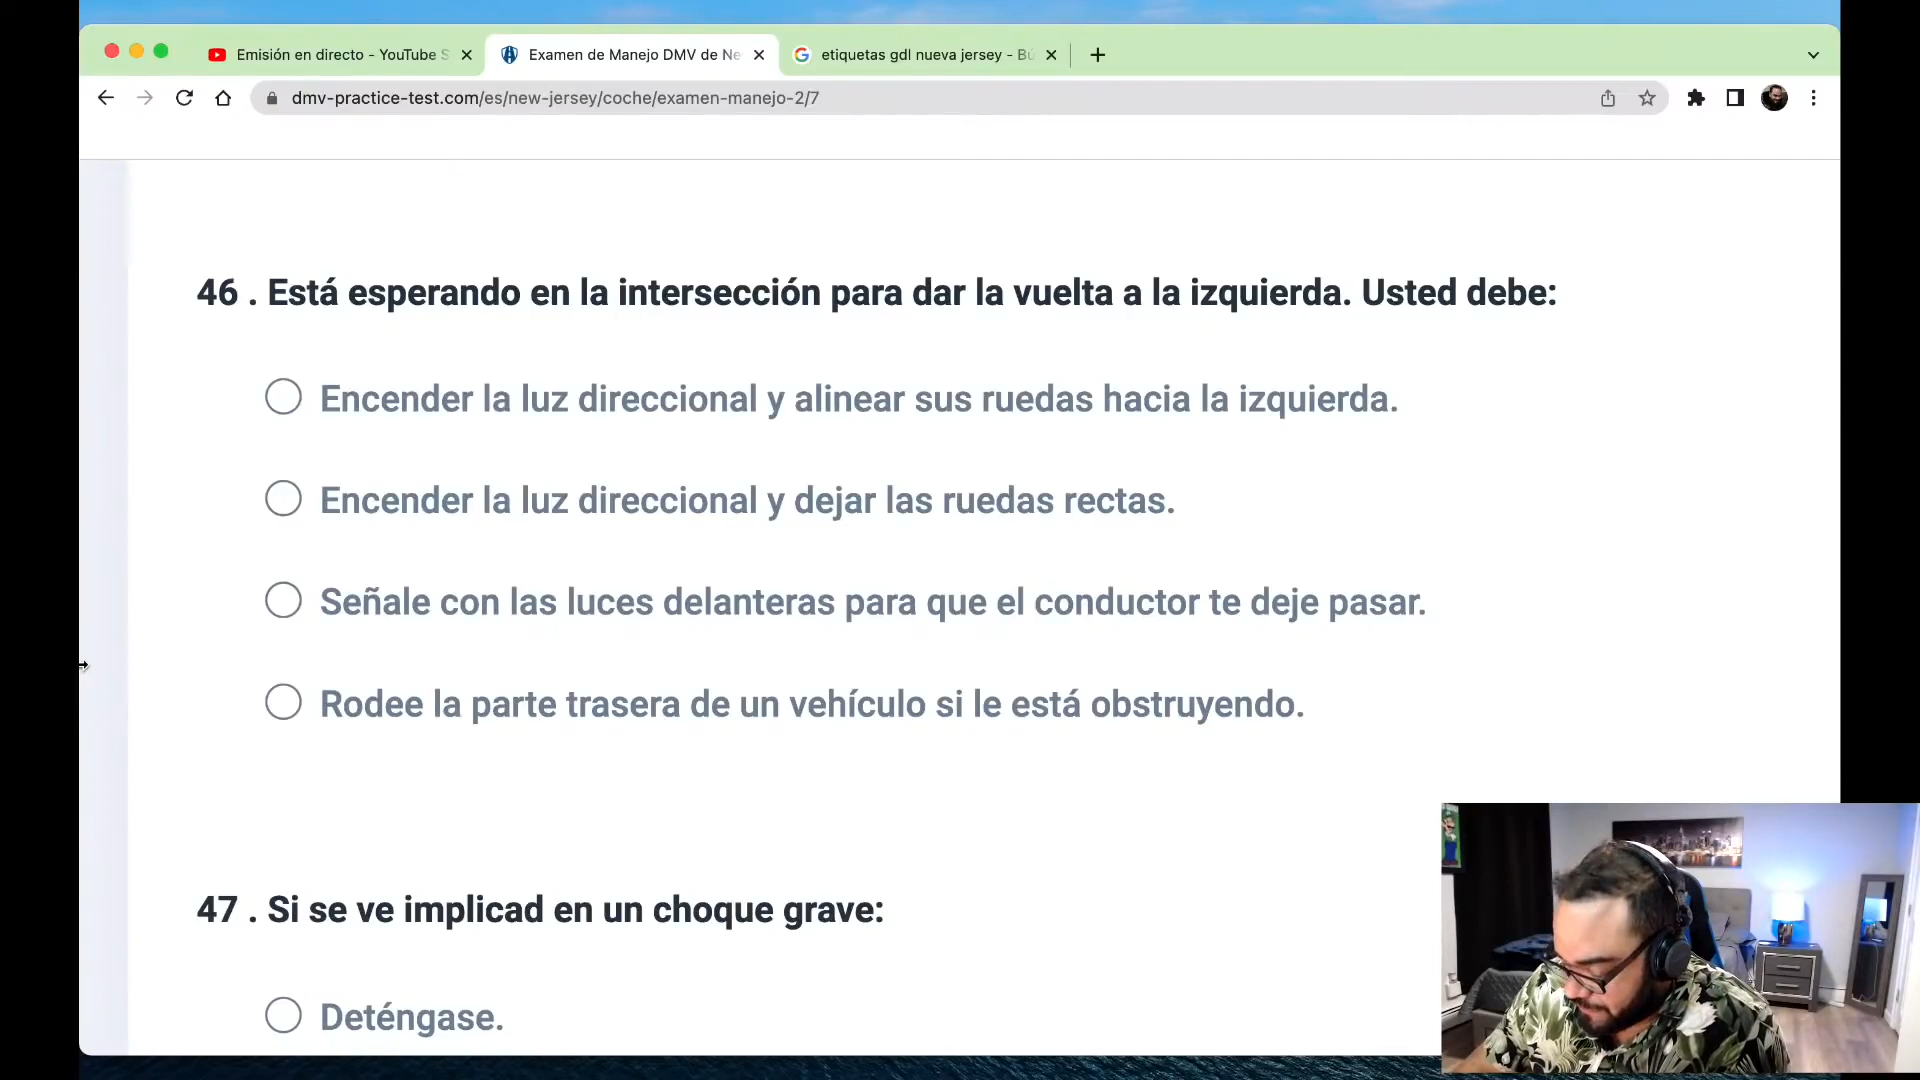 Emisión en directo - YouTube S
Examen de Manejo DMV de Ne
etiquetas gdl nueva jersey - Bú
dmv-practice-test.com/es/new-jersey/coche/examen-manejo-2/7
46 . Está esperando en la intersección para dar la vuelta a la izquierda. Usted debe:
Encender la luz direccional y alinear sus ruedas hacia la izquierda.
Encender la luz direccional y dejar las ruedas rectas.
Señale con las luces delanteras para que el conductor te deje pasar.
Rodee la parte trasera de un vehículo si le está obstruyendo.
47 . Si se ve implicad en un choque grave:
Deténgase.